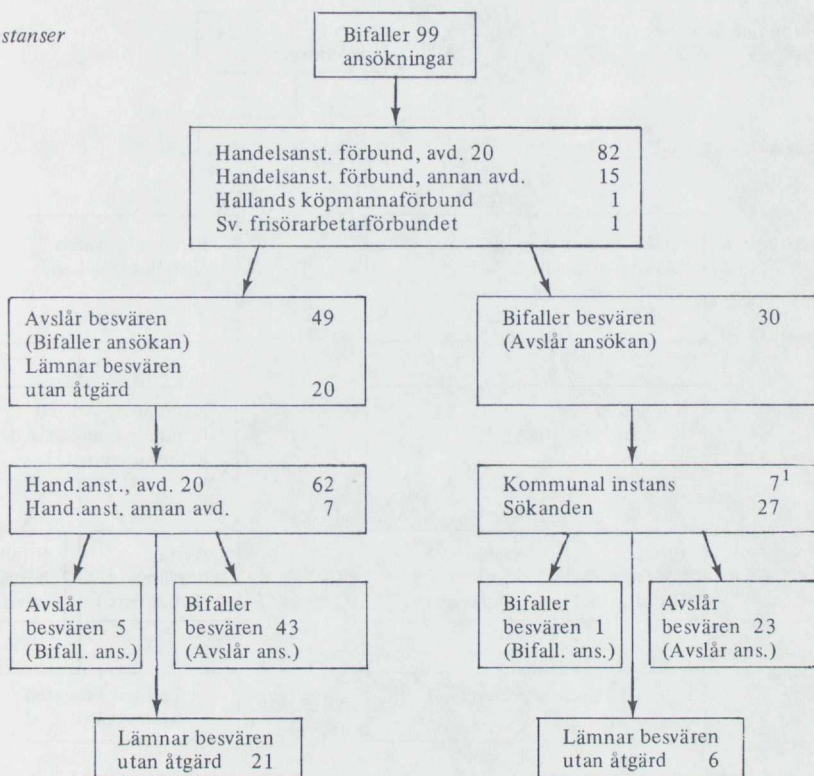 stanser
Bifaller 99
ansökningar
Handelsanst. förbund, avd. 20 82
Handelsanst. förbund, annan avd. 15
Hallands köpmannaförbund 1
Sv. frisörarbetarförbundet 1
Avslår besvären 49
(Bifaller ansökan)
Lämnar besvären
utan åtgärd 20
Bifaller besvären 30
(Avslår ansökan)
Hand.anst., avd. 20 62
Hand.anst. annan avd. 7
Kommunal instans 7¹
Sökanden 27
Avslår
besvären 5
(Bifall. ans.)
Bifaller
besvären 43
(Avslår ans.)
Bifaller
besvären 1
(Bifall. ans.)
Avslår
besvären 23
(Avslår ans.)
Lämnar besvären
utan åtgärd 21
Lämnar besvären
utan åtgärd 6